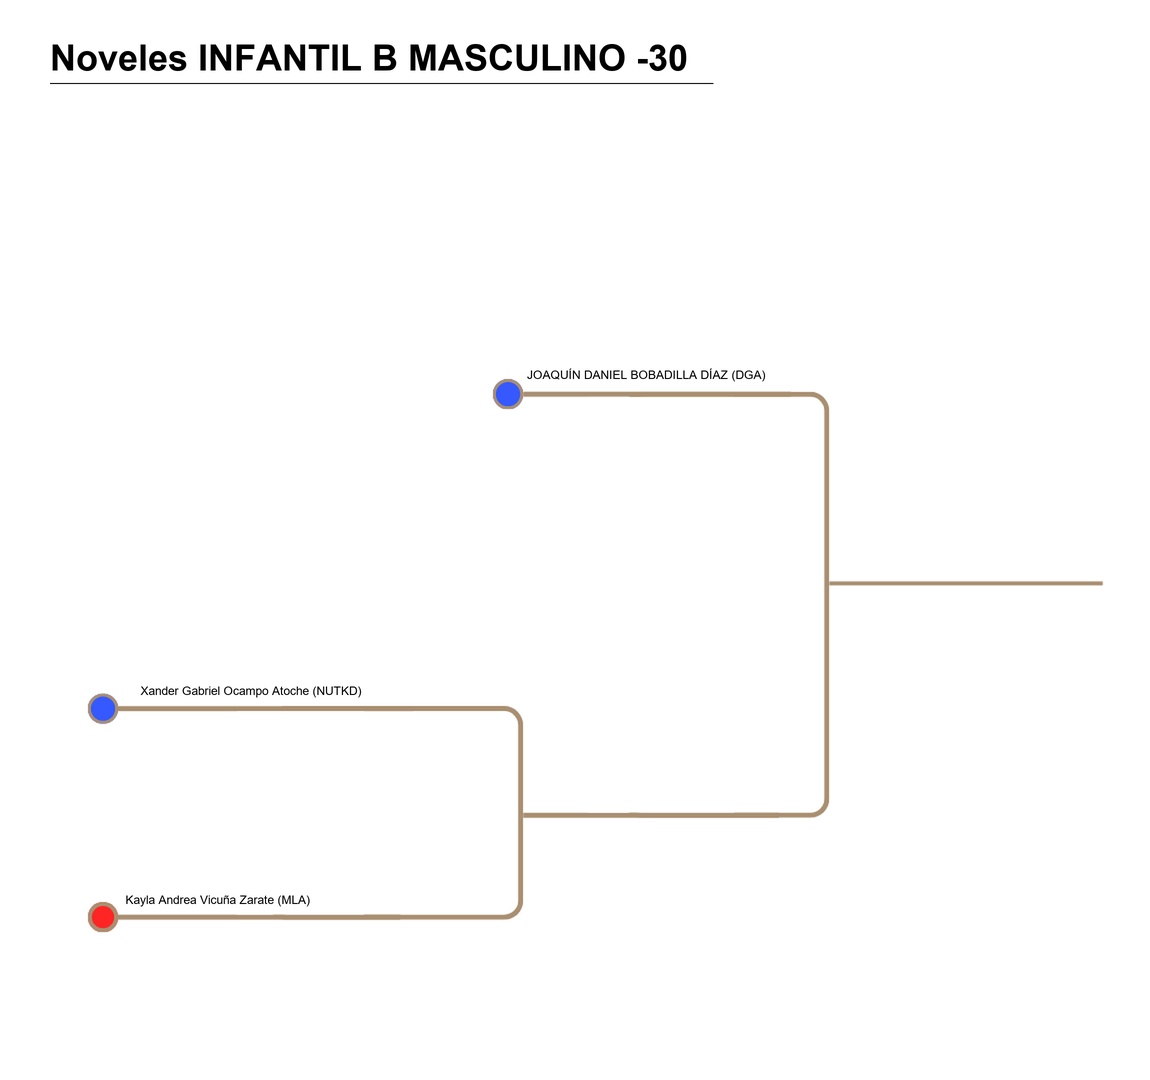 Noveles INFANTIL B MASCULINO -30
JOAQUÍN DANIEL BOBADILLA DÍAZ (DGA)
Xander Gabriel Ocampo Atoche (NUTKD)
Kayla Andrea Vicuña Zarate (MLA)